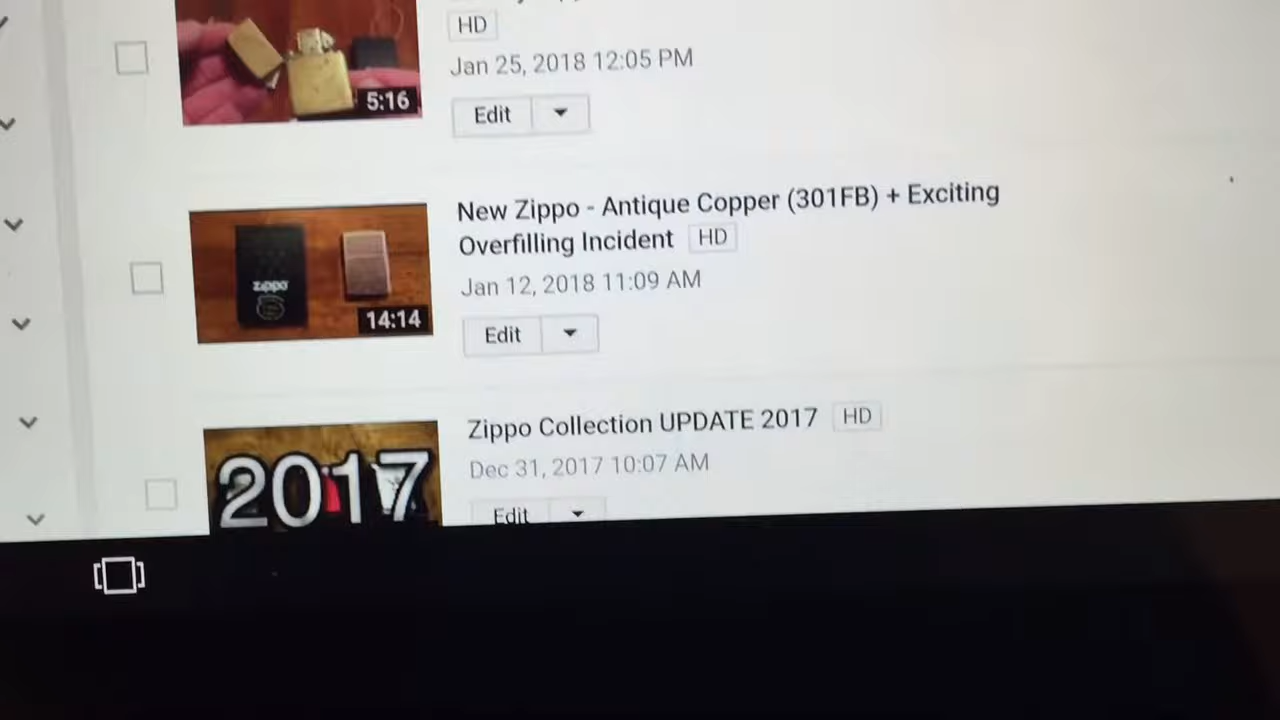 HD
Jan 25, 2018 12:05 PM
5:16
Edit
New Zippo - Antique Copper (301FB) + Exciting
Overfilling Incident HD
Jan 12, 2018 11:09 AM
zippo
14:14
Edit
Zippo Collection UPDATE 2017 HD
Dec 31, 2017 10:07 AM
2017
Edit